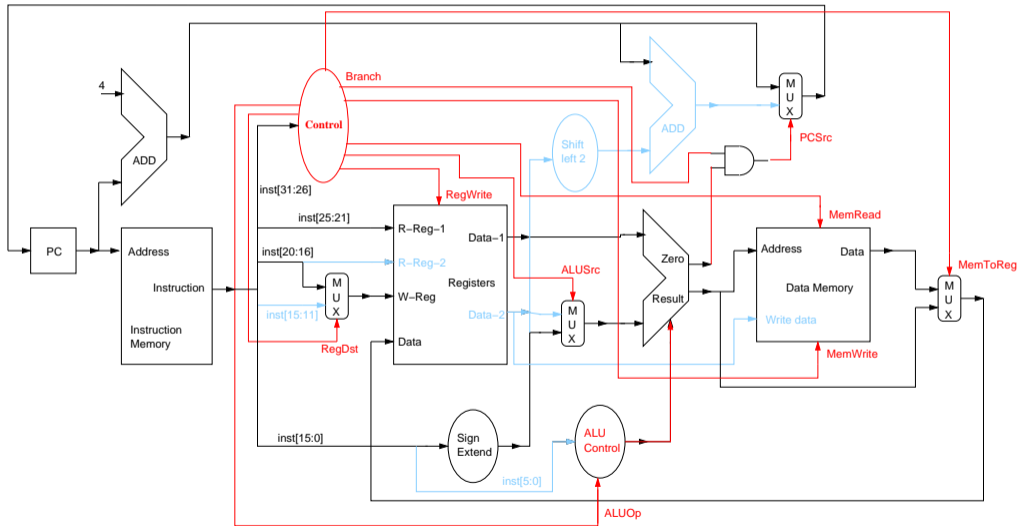 Branch
4
Control
M
U
X
ADD
Shift
left 2
ADD
PCSrc
inst[31:26]
RegWrite
inst[25:21]
R-Reg-1
Data-1
MemRead
PC
Address
inst[20:16]
R-Reg-2
Zero
Address
Data
MemToReg
Instruction
M
U
X
W-Reg
Registers
ALUSrc
Result
Data Memory
M
U
X
inst[15:11]
Data-2
M
U
X
Write data
Instruction
Memory
RegDst
Data
MemWrite
inst[15:0]
Sign
Extend
ALU
Control
inst[5:0]
ALUOp